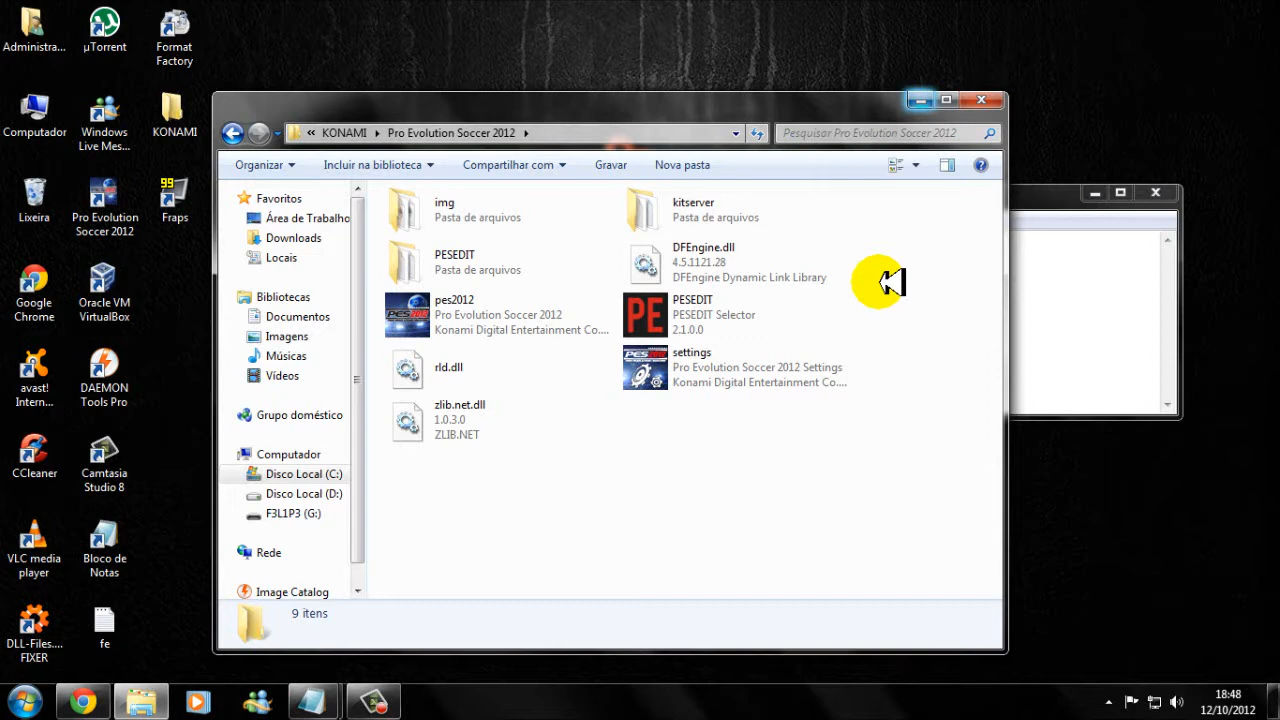 Administra...
µTorrent
Format
Factory
Computador
Windows
Live Mess...
KONAMI
Lixeira
Pro Evolution
Soccer 2012
99
Fraps
Google
Chrome
Oracle VM
VirtualBox
avast!
Intern...
DAEMON
Tools Pro
CCleaner
Camtasia
Studio 8
VLC media
player
Bloco de
Notas
DLL-Files....
FIXER
fe
« KONAMI Pro Evolution Soccer 2012
Pesquisar Pro Evolution Soccer 2012
Organizar Incluir na biblioteca Compartilhar com Gravar Nova pasta
Favoritos
Área de Trabalho
Downloads
Locais
Bibliotecas
Documentos
Imagens
Músicas
Vídeos
Grupo doméstico
Computador
Disco Local (C:)
Disco Local (D:)
F3L1P3 (G:)
Rede
Image Catalog
img
Pasta de arquivos
kitserver
Pasta de arquivos
PESEDIT
Pasta de arquivos
DFEngine.dll
4.5.1121.28
DFEngine Dynamic Link Library
pes2012
Pro Evolution Soccer 2012
Konami Digital Entertainment Co....
PE
PESEDIT
PESEDIT Selector
2.1.0.0
rld.dll
settings
Pro Evolution Soccer 2012 Settings
Konami Digital Entertainment Co....
zlib.net.dll
1.0.3.0
ZLIB.NET
9 itens
18:48
12/10/2012